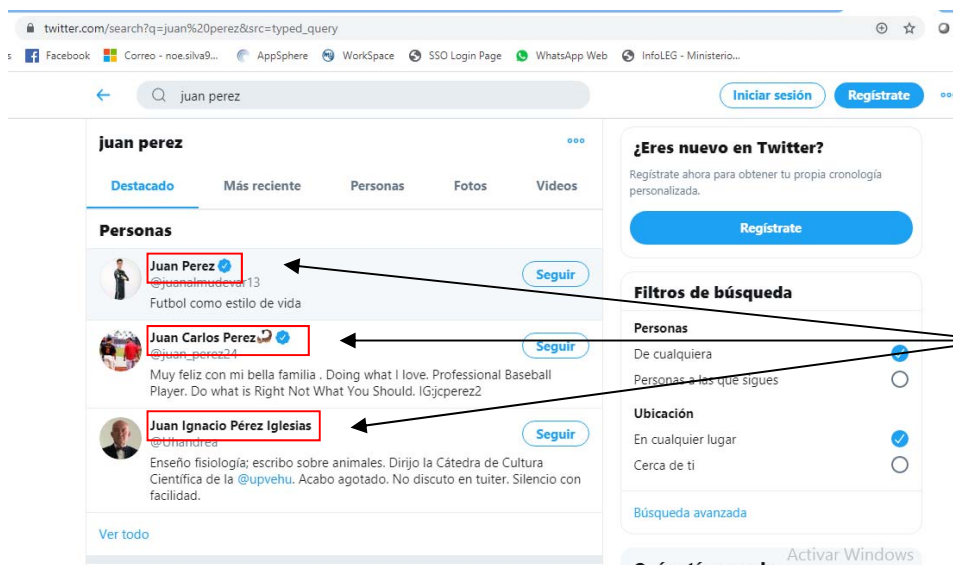 twitter.com/search?q=juan%20perez&src=typed_query
s Facebook Correo - noe.silva9... AppSphere WorkSpace SSO Login Page WhatsApp Web InfoLEG - Ministerio...
juan perez
Iniciar sesión
Regístrate
juan perez
Destacado Más reciente Personas Fotos Videos
Personas
Juan Perez
@juanalmudevar13
Futbol como estilo de vida
Seguir
Juan Carlos Perez
@juan_perez24
Muy feliz con mi bella familia . Doing what I love. Professional Baseball
Player. Do what is Right Not What You Should. IG:jcperez2
Seguir
Juan Ignacio Pérez Iglesias
@Uhandrea
Enseño fisiología; escribo sobre animales. Dirijo la Cátedra de Cultura
Científica de la @upvehu. Acabo agotado. No discuto en tuiter. Silencio con
facilidad.
Seguir
Ver todo
¿Eres nuevo en Twitter?
Regístrate ahora para obtener tu propia cronología
personalizada.
Regístrate
Filtros de búsqueda
Personas
De cualquiera
Personas a las que sigues
Ubicación
En cualquier lugar
Cerca de ti
Búsqueda avanzada
Activar Windows